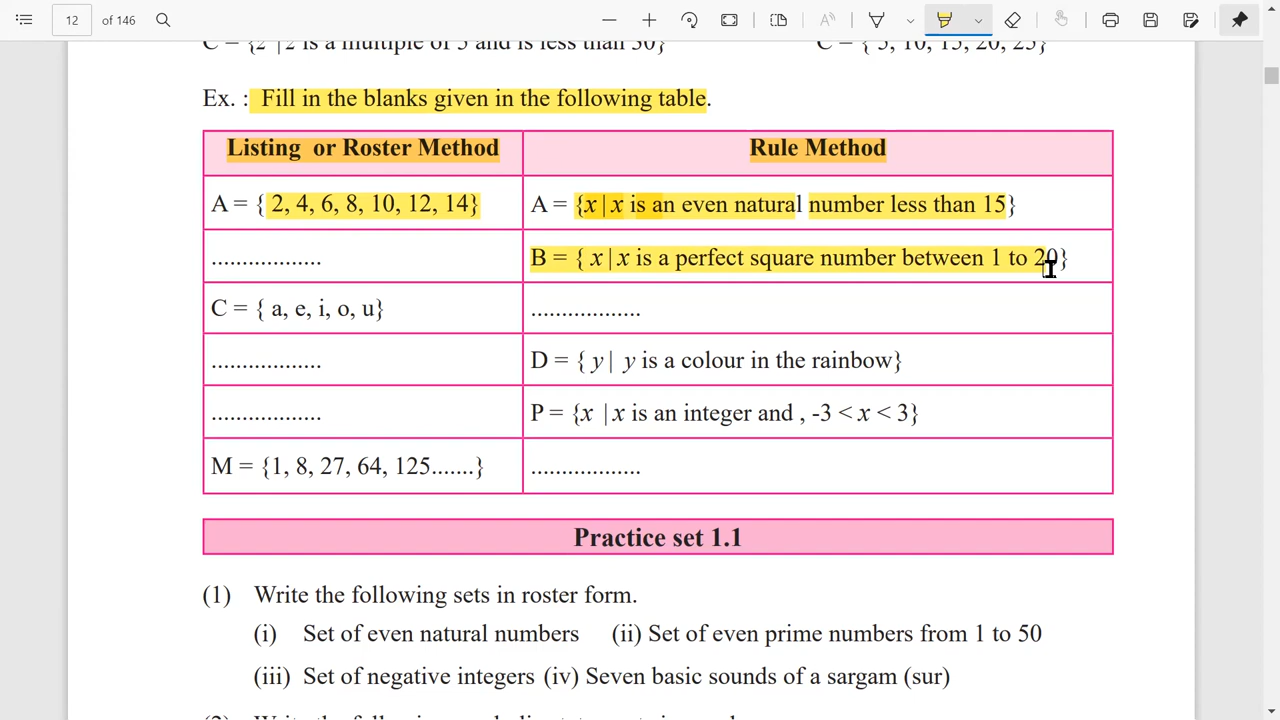 12 of 146
C = {2 | 2 is a multiple of 5 and is less than 30} C = { 5, 10, 15, 20, 25}
Ex. : Fill in the blanks given in the following table.
Listing or Roster Method Rule Method
A = { 2, 4, 6, 8, 10, 12, 14} A = {x | x is an even natural number less than 15}
.................. B = { x | x is a perfect square number between 1 to 20}
C = { a, e, i, o, u} ..................
.................. D = { y | y is a colour in the rainbow}
.................. P = {x | x is an integer and , -3 < x < 3}
M = {1, 8, 27, 64, 125.......} ..................
Practice set 1.1
(1) Write the following sets in roster form.
(i) Set of even natural numbers (ii) Set of even prime numbers from 1 to 50
(iii) Set of negative integers (iv) Seven basic sounds of a sargam (sur)